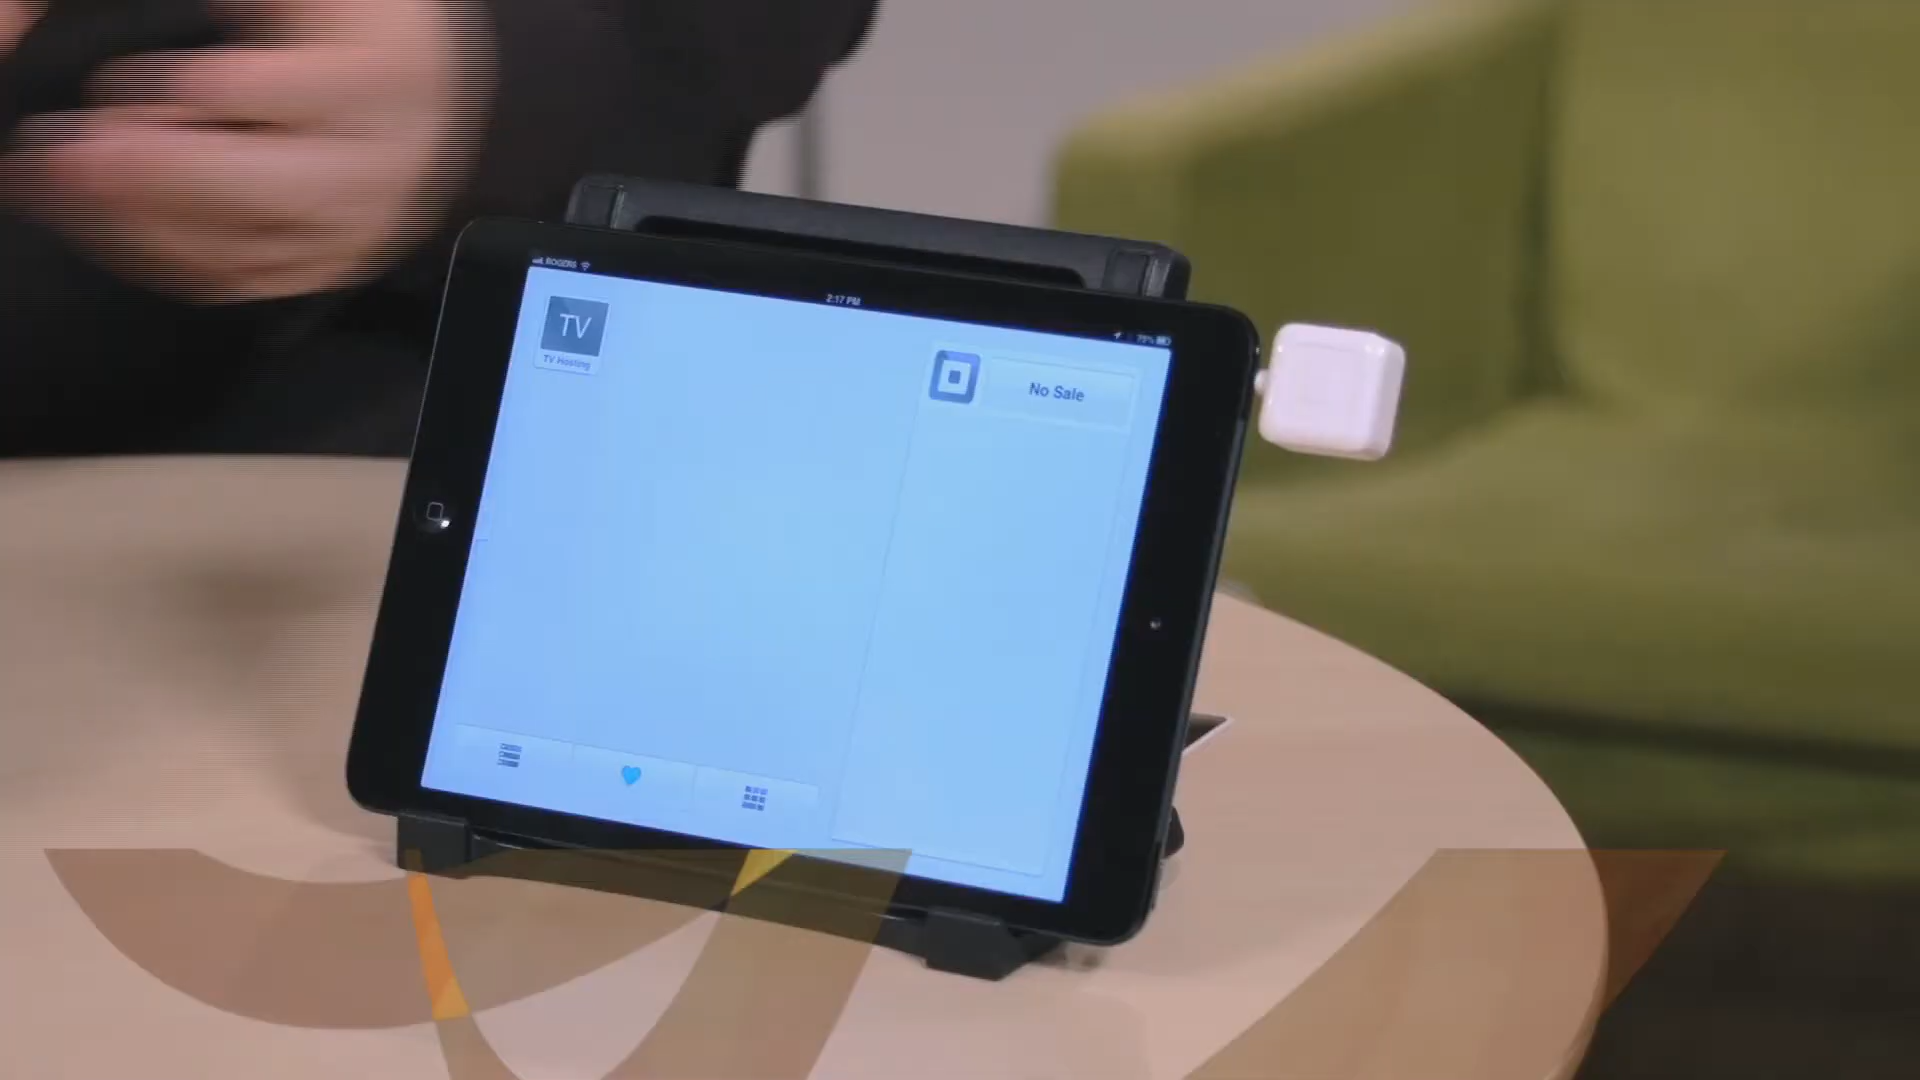 ROGERS
2:17 PM
TV
TV Hosting
No Sale